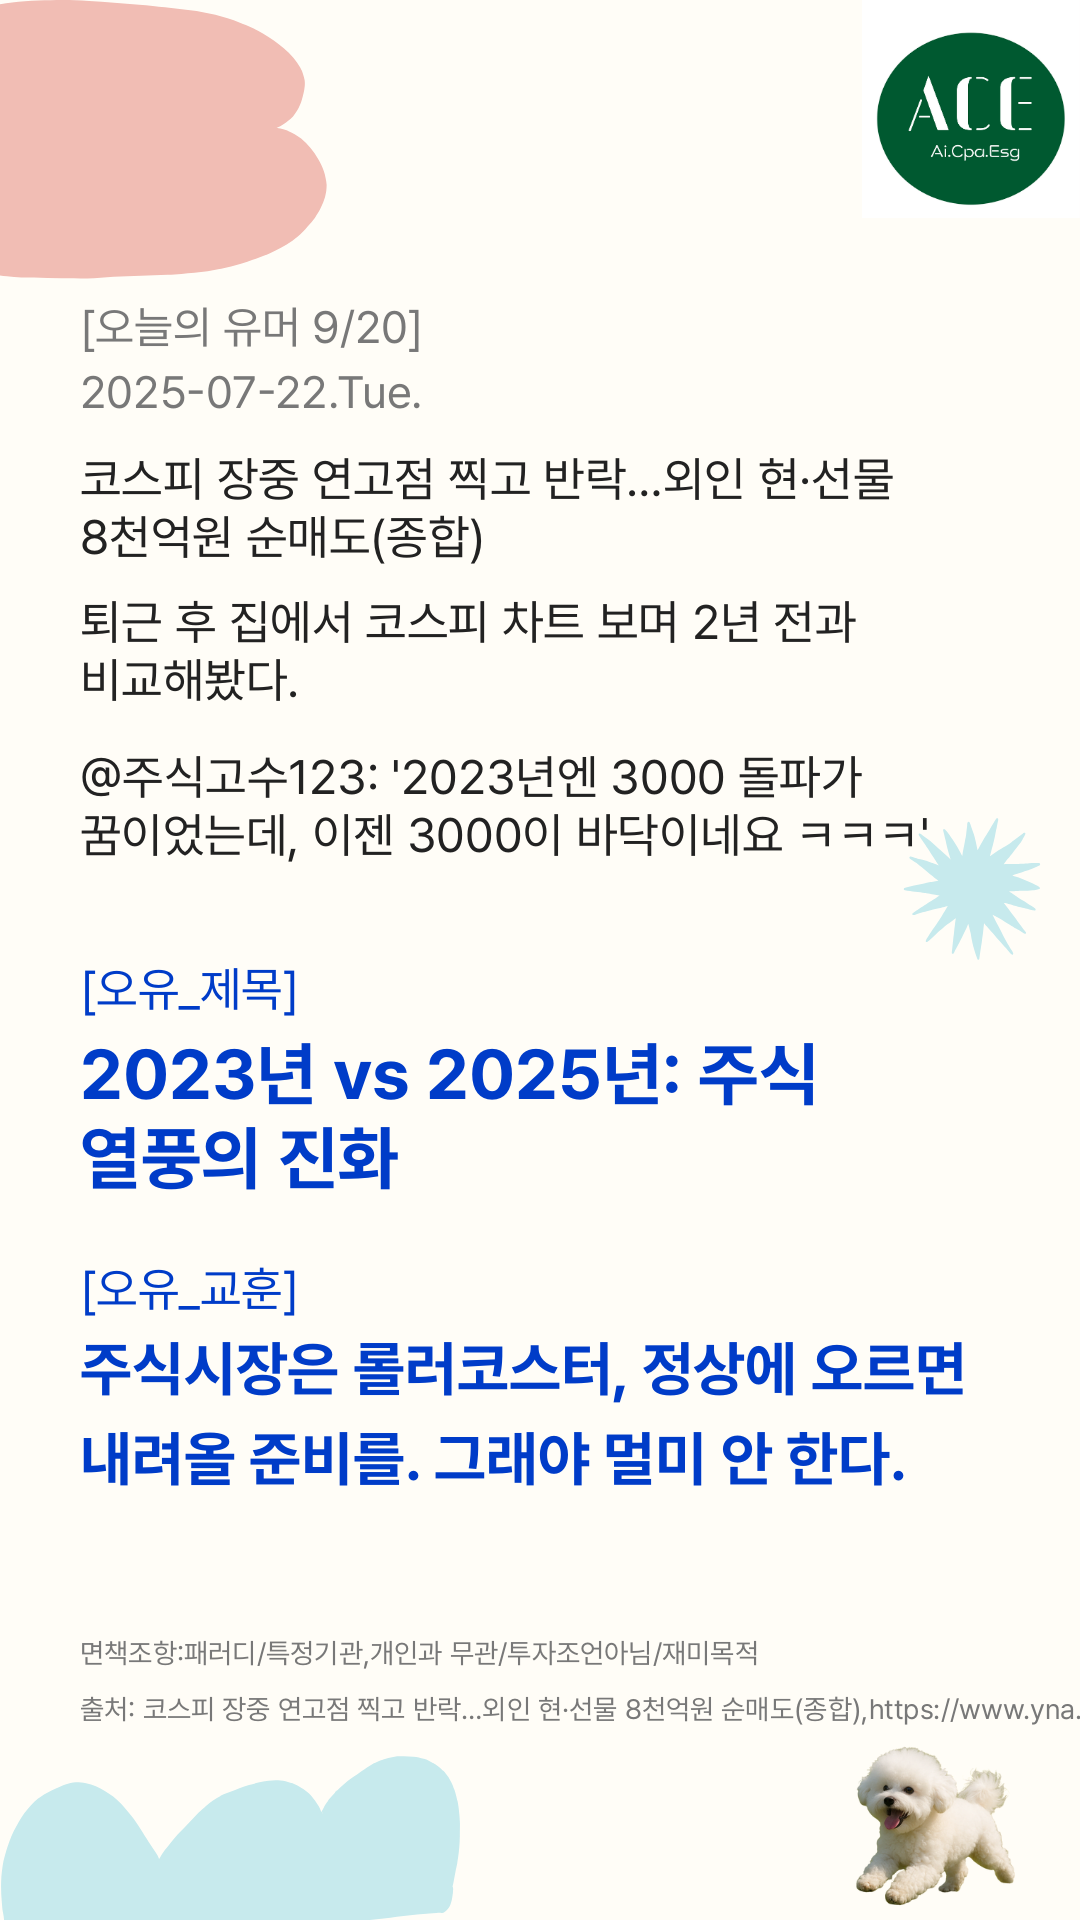 ACE
Ai.Cpa.Esg
[오늘의 유머 9/20]
2025-07-22.Tue.
코스피 장중 연고점 찍고 반락...외인 현·선물
8천억원 순매도(종합)
퇴근 후 집에서 코스피 차트 보며 2년 전과
비교해봤다.
@주식고수123: '2023년엔 3000 돌파가
꿈이었는데, 이젠 3000이 바닥이네요 ㅋㅋㅋ'
[오유_제목]
2023년 vs 2025년: 주식
열풍의 진화
[오유_교훈]
주식시장은 롤러코스터, 정상에 오르면
내려올 준비를. 그래야 멀미 안 한다.
면책조항:패러디/특정기관,개인과 무관/투자조언아님/재미목적
출처: 코스피 장중 연고점 찍고 반락...외인 현·선물 8천억원 순매도(종합),https://www.yna.